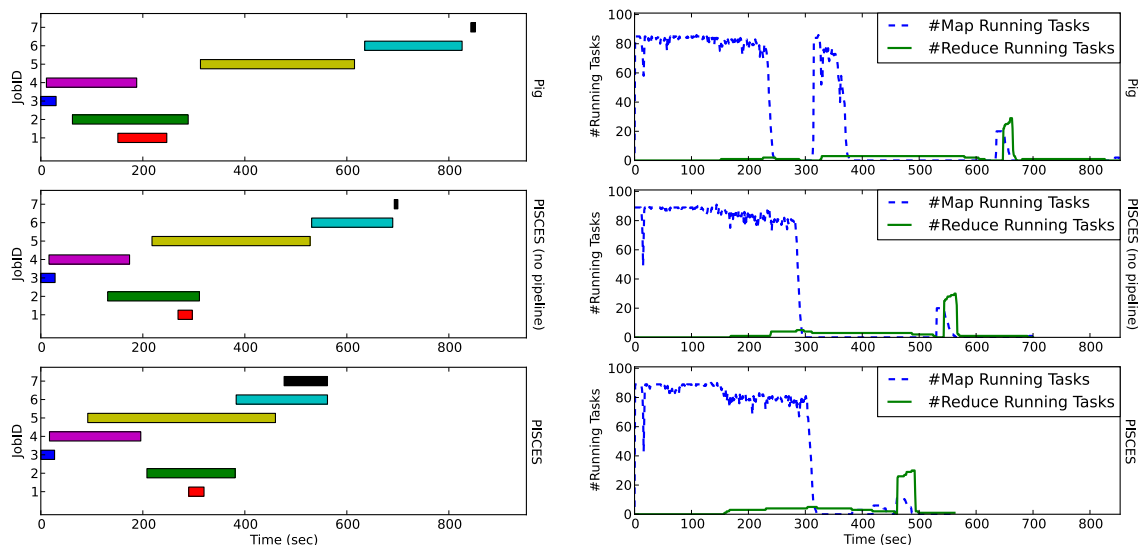 7
6
5
4
3
2
1
JobID
0 200 400 600 800
Pig
100
80
60
40
20
0
#Running Tasks
#Map Running Tasks
#Reduce Running Tasks
0 100 200 300 400 500 600 700 800
Pig
7
6
5
4
3
2
1
JobID
0 200 400 600 800
PISCES (no pipeline)
100
80
60
40
20
0
#Running Tasks
#Map Running Tasks
#Reduce Running Tasks
0 100 200 300 400 500 600 700 800
PISCES (no pipeline)
7
6
5
4
3
2
1
JobID
0 200 400 600 800
Time (sec)
PISCES
100
80
60
40
20
0
#Running Tasks
#Map Running Tasks
#Reduce Running Tasks
0 100 200 300 400 500 600 700 800
Time (sec)
PISCES